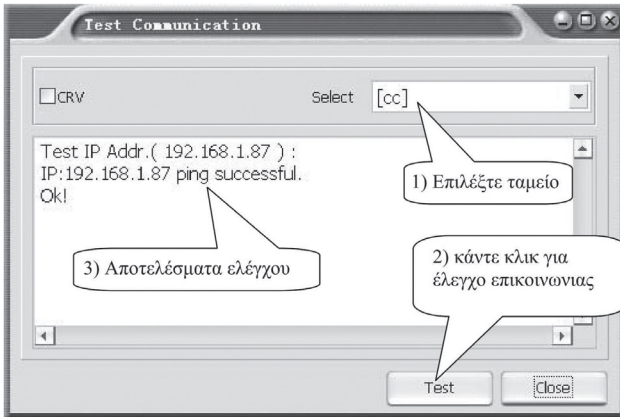 Test Communication
CRV
Select
[cc]
Test IP Addr.( 192.168.1.87 ) :
IP:192.168.1.87 ping successful.
Ok!
1) Επιλέξτε ταμείο
3) Αποτελέσματα ελέγχου
2) κάντε κλικ για
έλεγχο επικοινωνιας
Test
Close